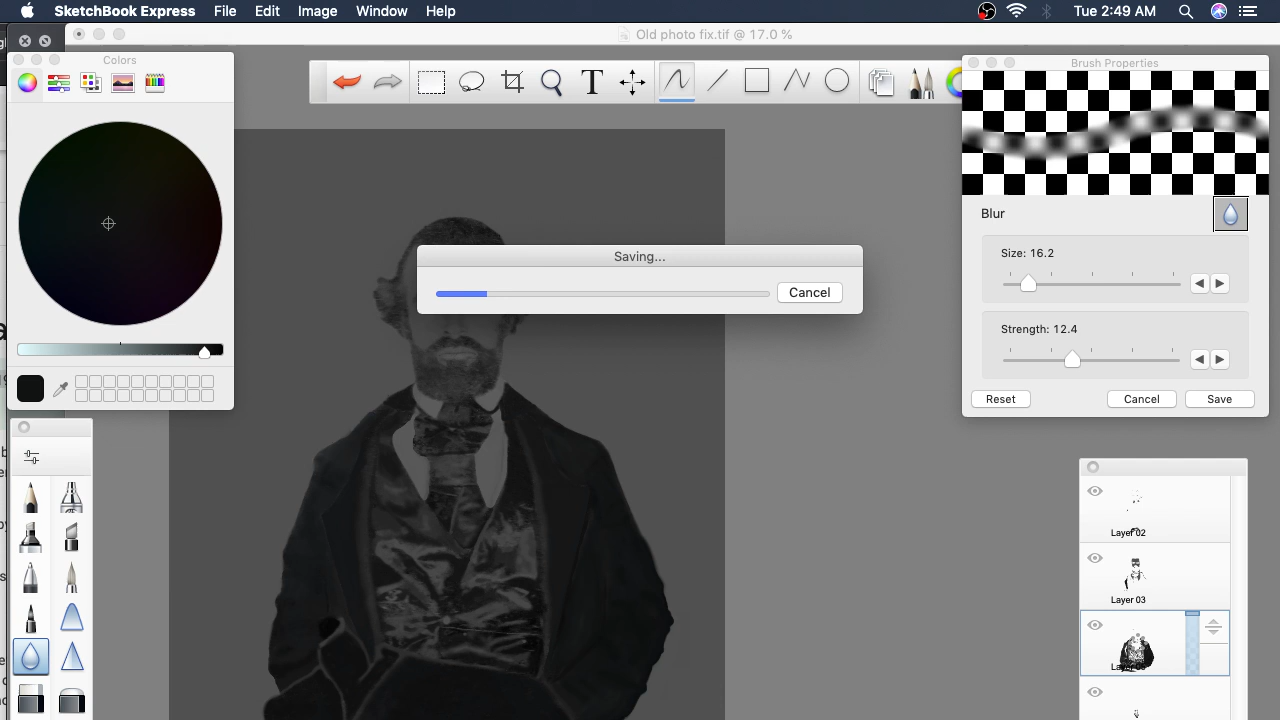 SketchBook Express File Edit Image Window Help Tue 2:49 AM
Old photo fix.tif @ 17.0 %
Colors
Brush Properties
T
Saving...
Cancel
Blur
Size: 16.2
Strength: 12.4
Reset Cancel Save
Layer 02
Layer 03